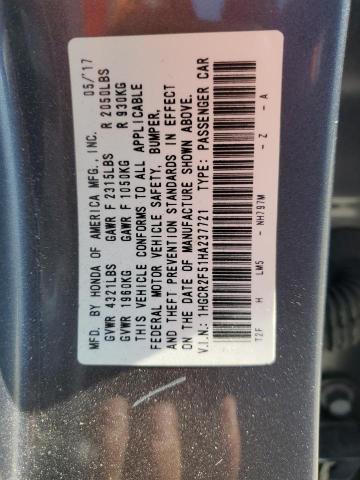 MFD. BY HONDA OF AMERICA MFG., INC. 05/'17
GVWR 4321LBS GAWR F 2315LBS R 2050LBS
GVWR 1960KG GAWR F 1050KG R 930KG
THIS VEHICLE CONFORMS TO ALL APPLICABLE
FEDERAL MOTOR VEHICLE SAFETY, BUMPER,
AND THEFT PREVENTION STANDARDS IN EFFECT
ON THE DATE OF MANUFACTURE SHOWN ABOVE.
V.I.N.: 1HGCR2F51HA237721 TYPE: PASSENGER CAR
T2F H LM5 - NH797M - Z - A